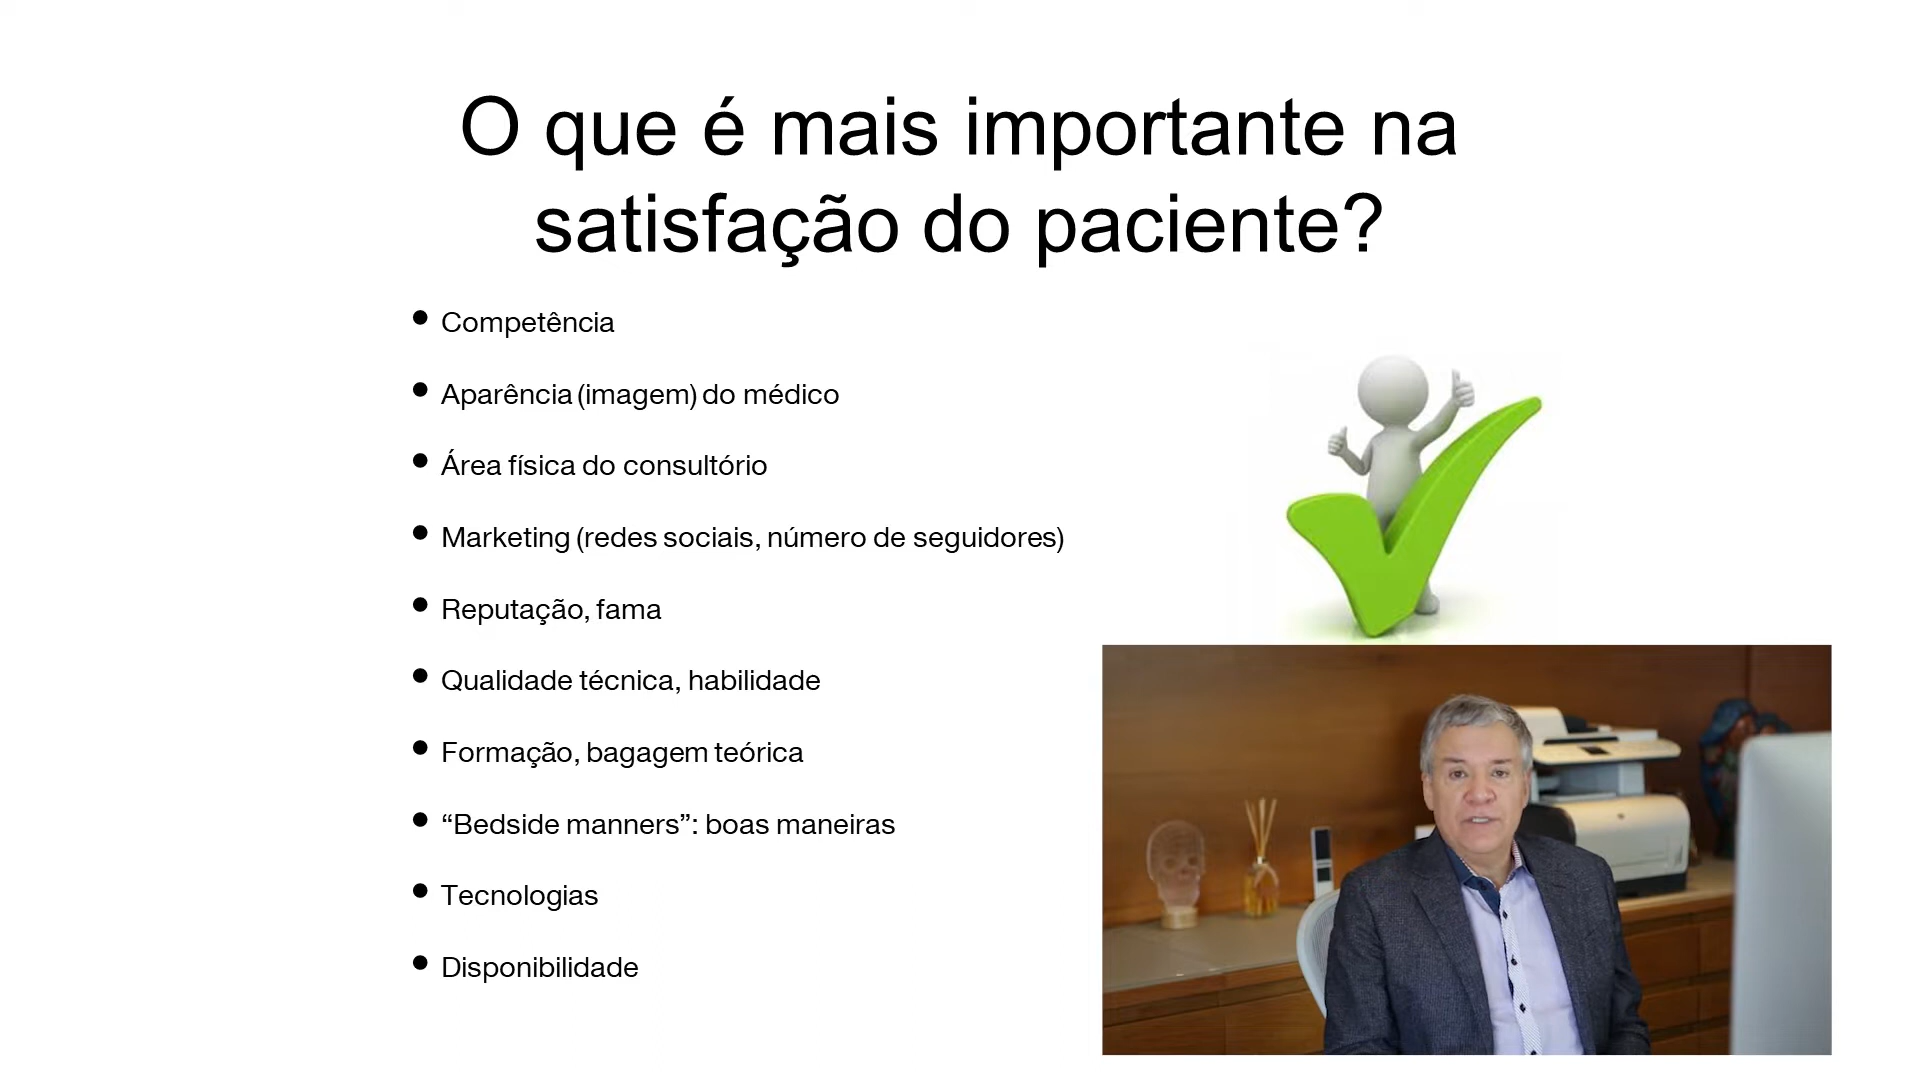 O que é mais importante na
satisfação do paciente?
• Competência
• Aparência (imagem) do médico
• Área física do consultório
• Marketing (redes sociais, número de seguidores)
• Reputação, fama
• Qualidade técnica, habilidade
• Formação, bagagem teórica
• “Bedside manners”: boas maneiras
• Tecnologias
• Disponibilidade